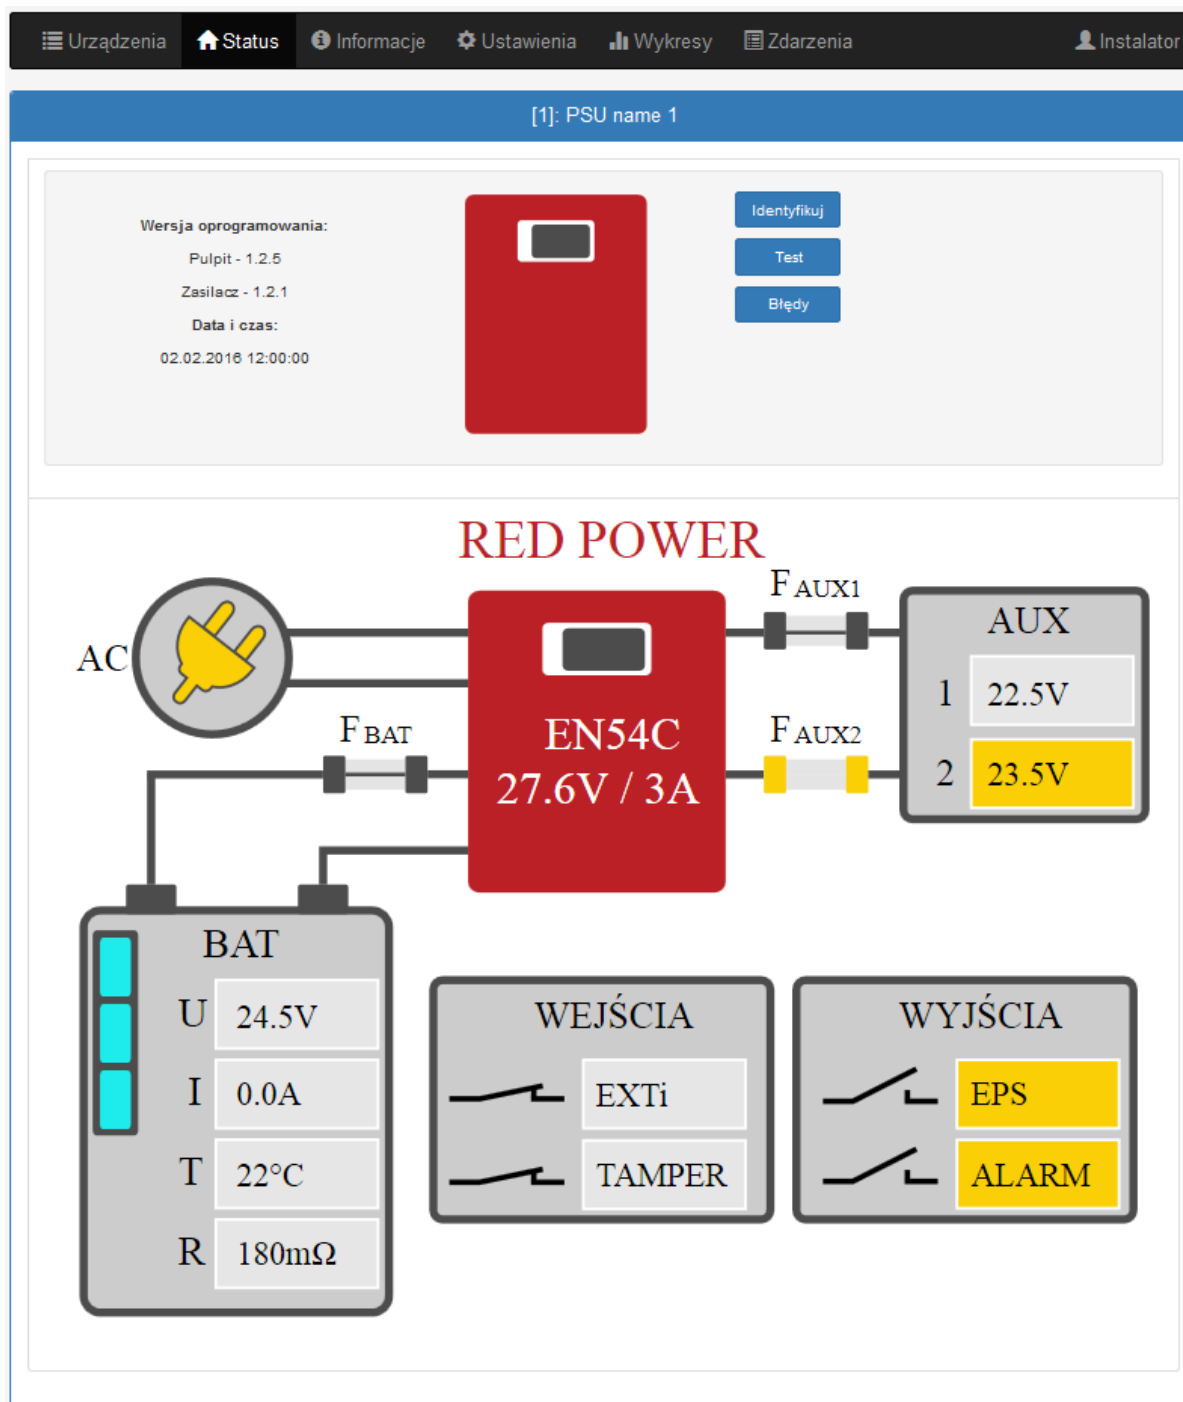 Urządzenia Status Informacje Ustawienia Wykresy Zdarzenia Instalator
[1]: PSU name 1
Wersja oprogramowania:
Pulpit - 1.2.5
Zasilacz - 1.2.1
Data i czas:
02.02.2016 12:00:00
Identyfikuj
Test
Błędy
RED POWER
AC
F BAT
EN54C
27.6V / 3A
F AUX1
F AUX2
AUX
1 22.5V
2 23.5V
BAT
U 24.5V
I 0.0A
T 22°C
R 180mΩ
WEJŚCIA
EXTi
TAMPER
WYJŚCIA
EPS
ALARM